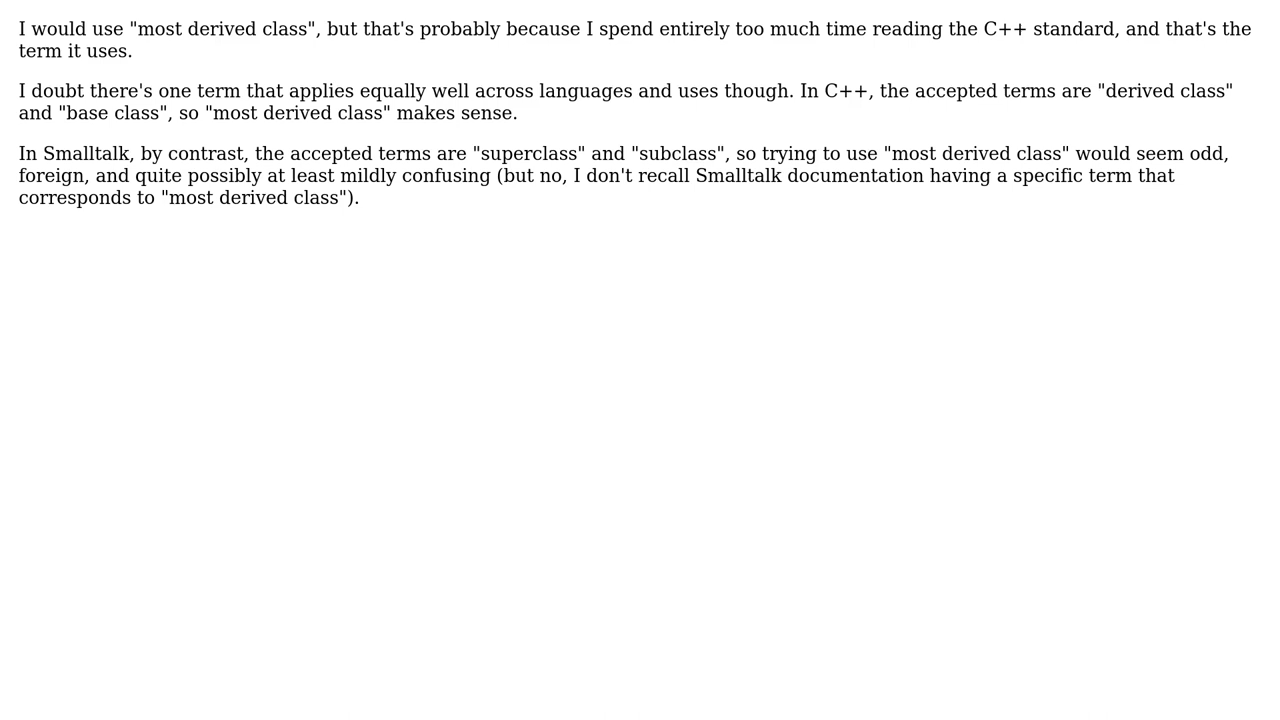 I would use "most derived class", but that's probably because I spend entirely too much time reading the C++ standard, and that's the
term it uses.
I doubt there's one term that applies equally well across languages and uses though. In C++, the accepted terms are "derived class"
and "base class", so "most derived class" makes sense.
In Smalltalk, by contrast, the accepted terms are "superclass" and "subclass", so trying to use "most derived class" would seem odd,
foreign, and quite possibly at least mildly confusing (but no, I don't recall Smalltalk documentation having a specific term that
corresponds to "most derived class").